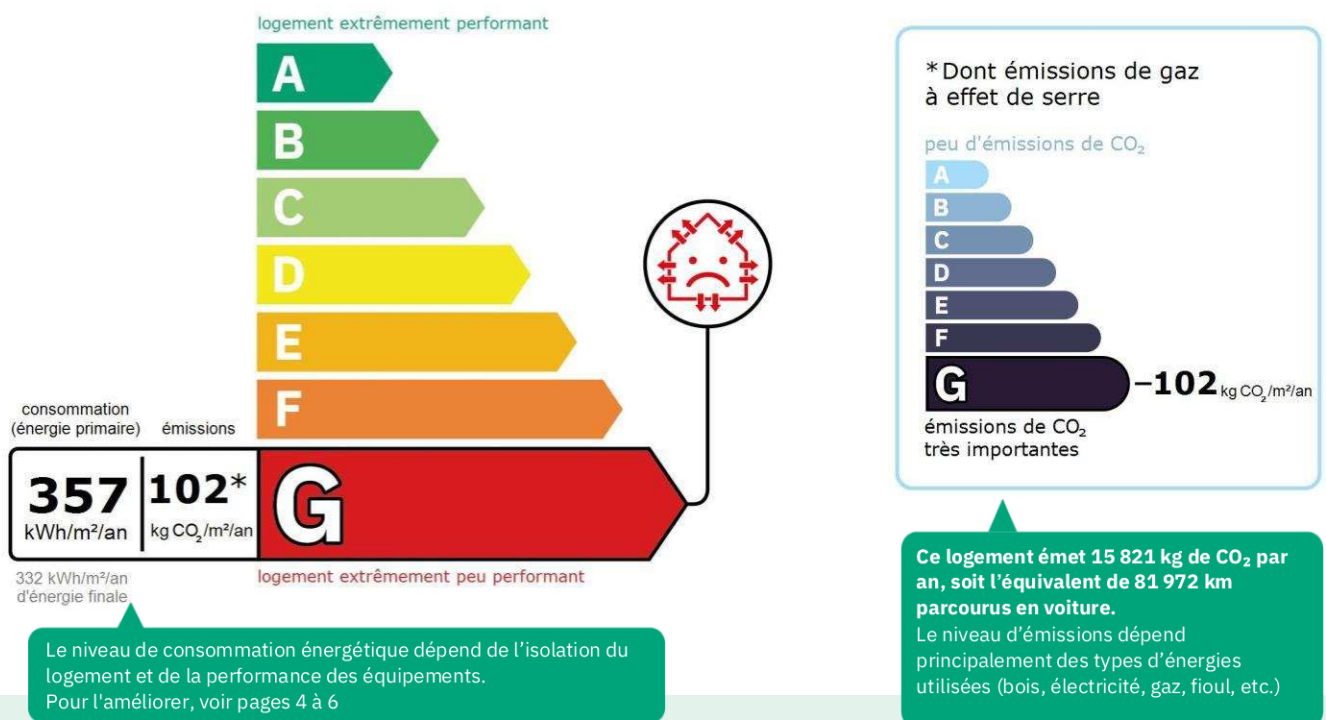 logement extrêmement performant
A
B
C
D
E
F
G
consommation
(énergie primaire)
émissions
357
kWh/m²/an
102*
kg CO₂/m²/an
332 kWh/m²/an
d'énergie finale
logement extrêmement peu performant
Le niveau de consommation énergétique dépend de l'isolation du
logement et de la performance des équipements.
Pour l'améliorer, voir pages 4 à 6
*Dont émissions de gaz
à effet de serre
peu d'émissions de CO₂
A
B
C
D
E
F
G
–102 kg CO₂/m²/an
émissions de CO₂
très importantes
Ce logement émet 15 821 kg de CO₂ par
an, soit l'équivalent de 81 972 km
parcourus en voiture.
Le niveau d'émissions dépend
principalement des types d'énergies
utilisées (bois, électricité, gaz, fioul, etc.)